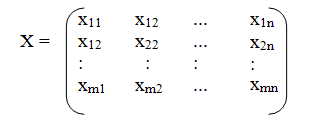 x11 x12 ... x1n
X = x12 x22 ... x2n
: : : :
xm1 xm2 ... xmn